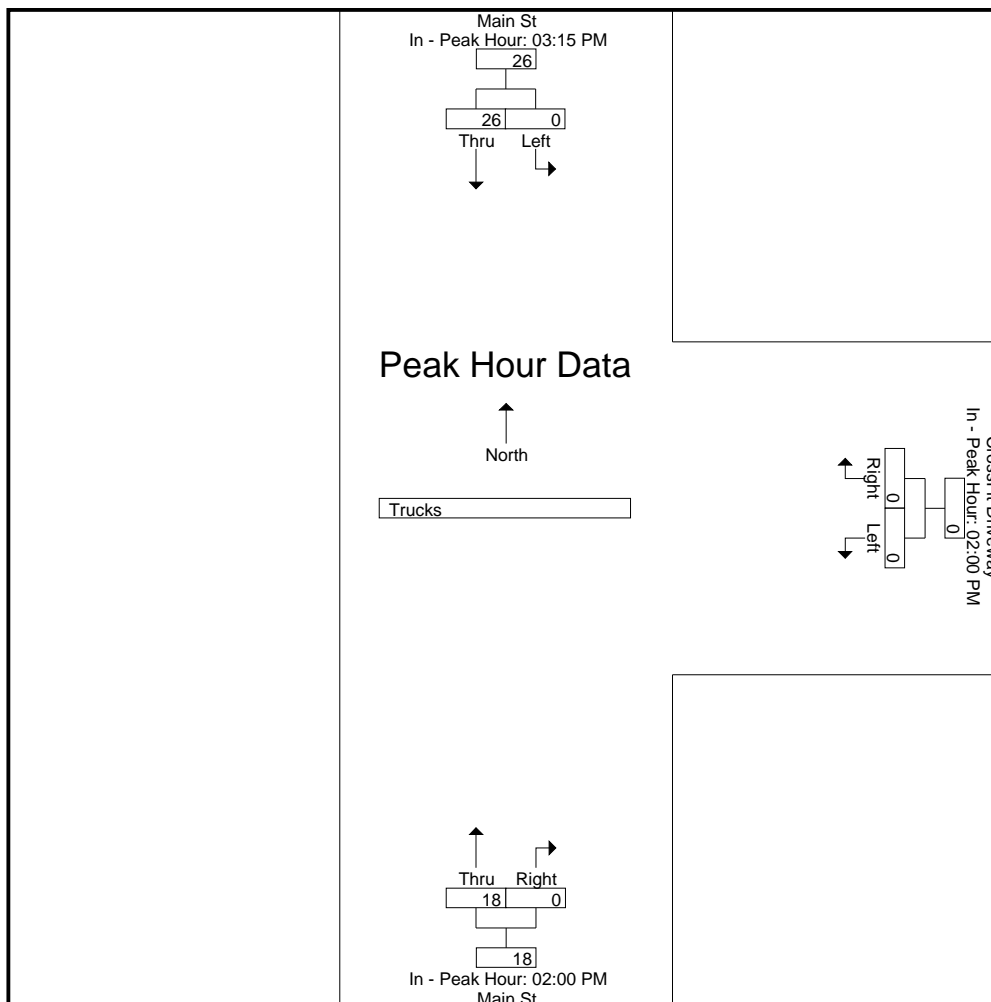 Main St
In - Peak Hour: 03:15 PM
26
26 0
Thru Left
Peak Hour Data
North
Trucks
In - Peak Hour: 02:00 PM
0
Right 0
Left 0
Thru Right
18 0
18
In - Peak Hour: 02:00 PM
Main St